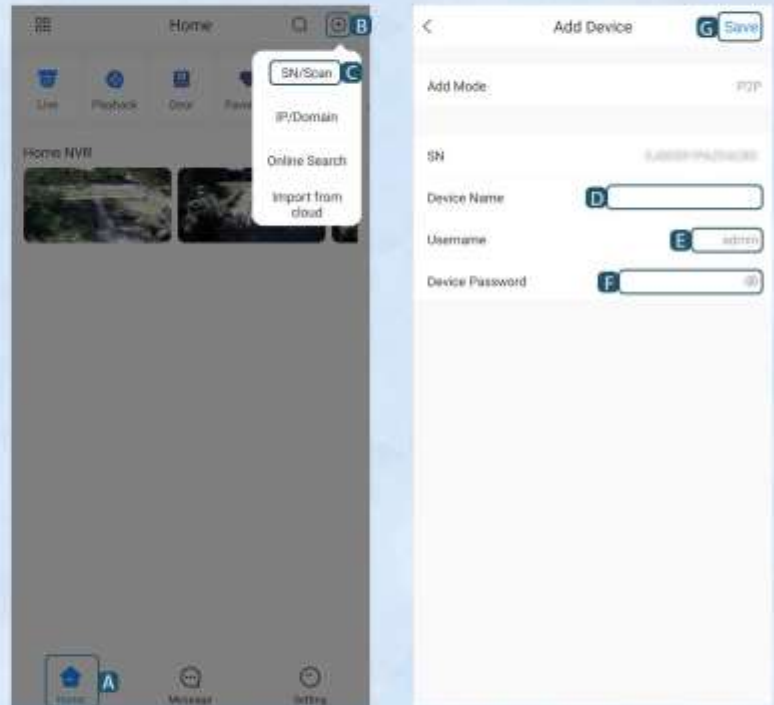 Home
B
SN/Scan
C
Live
Playback
Door
IP/Domain
Online Search
Home NVR
Import from
cloud
Home
A
Message
Setting
Add Device
G
Save
Add Mode
P2P
SN
Device Name
D
Username
E
admin
Device Password
F